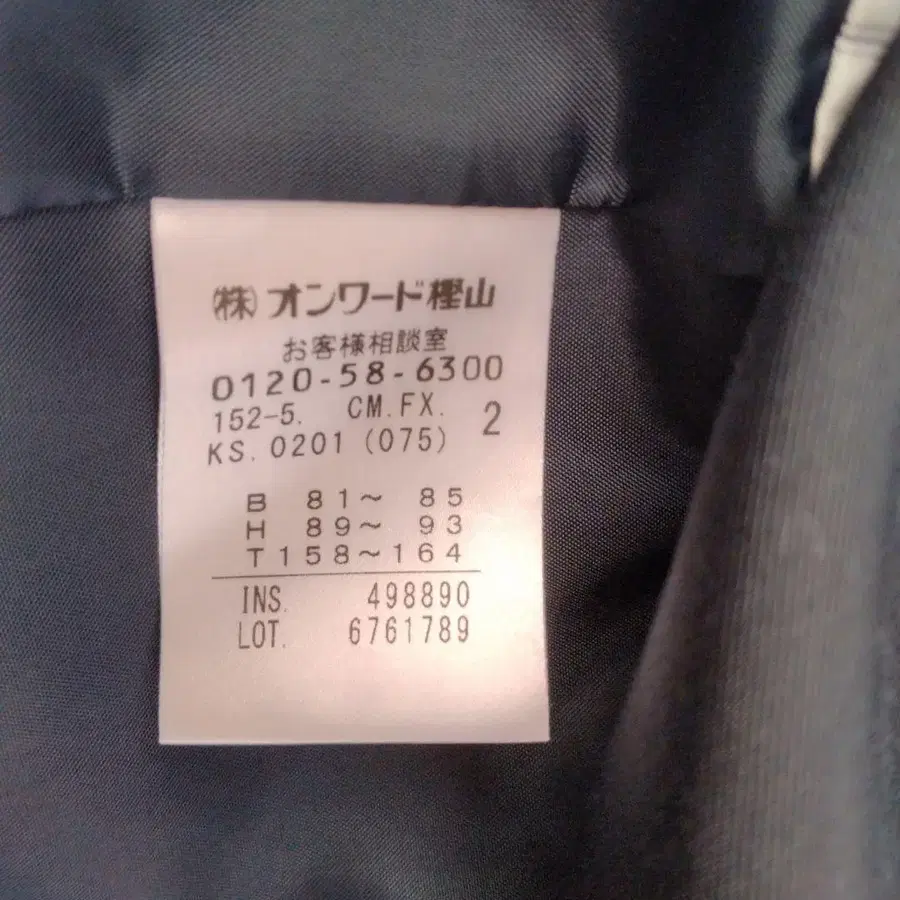 ㈱オンワード樫山
お客様相談室
0120-58-6300
152-5. CM.FX. 2
KS.0201(075)
B 81～ 85
H 89～ 93
T158～164
INS. 498890
LOT. 6761789